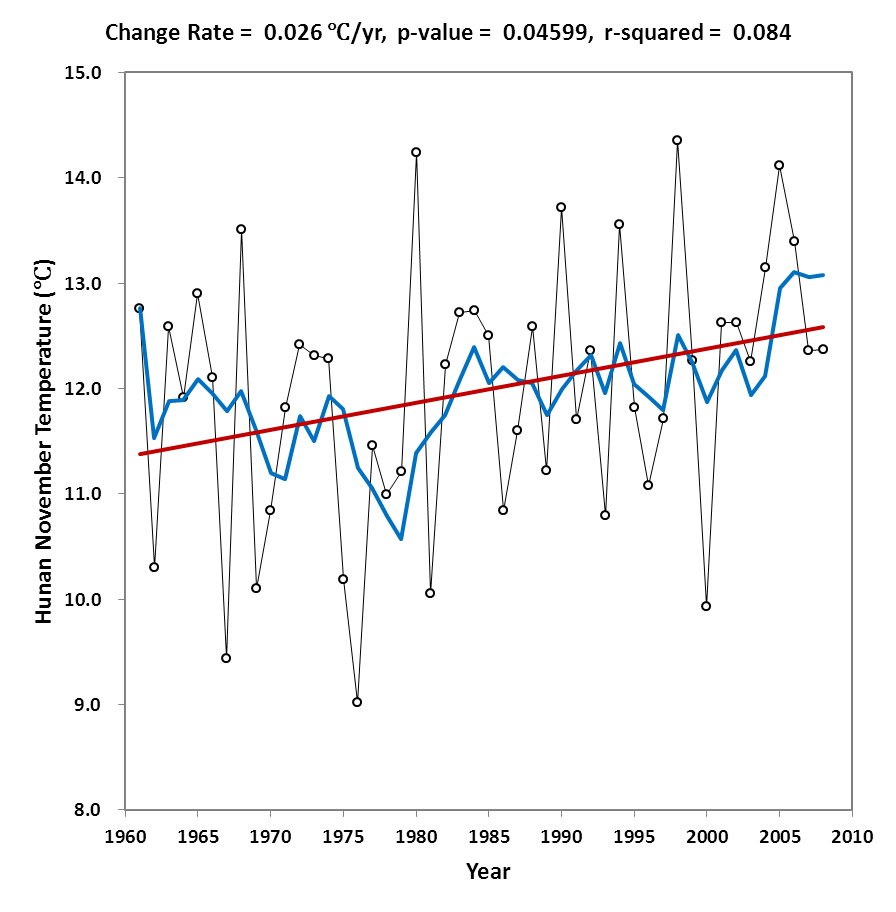 Change Rate = 0.026 ℃/yr, p-value = 0.04599, r-squared = 0.084
15.0
14.0
13.0
12.0
11.0
10.0
9.0
8.0
Hunan November Temperature (℃)
1960 1965 1970 1975 1980 1985 1990 1995 2000 2005 2010
Year